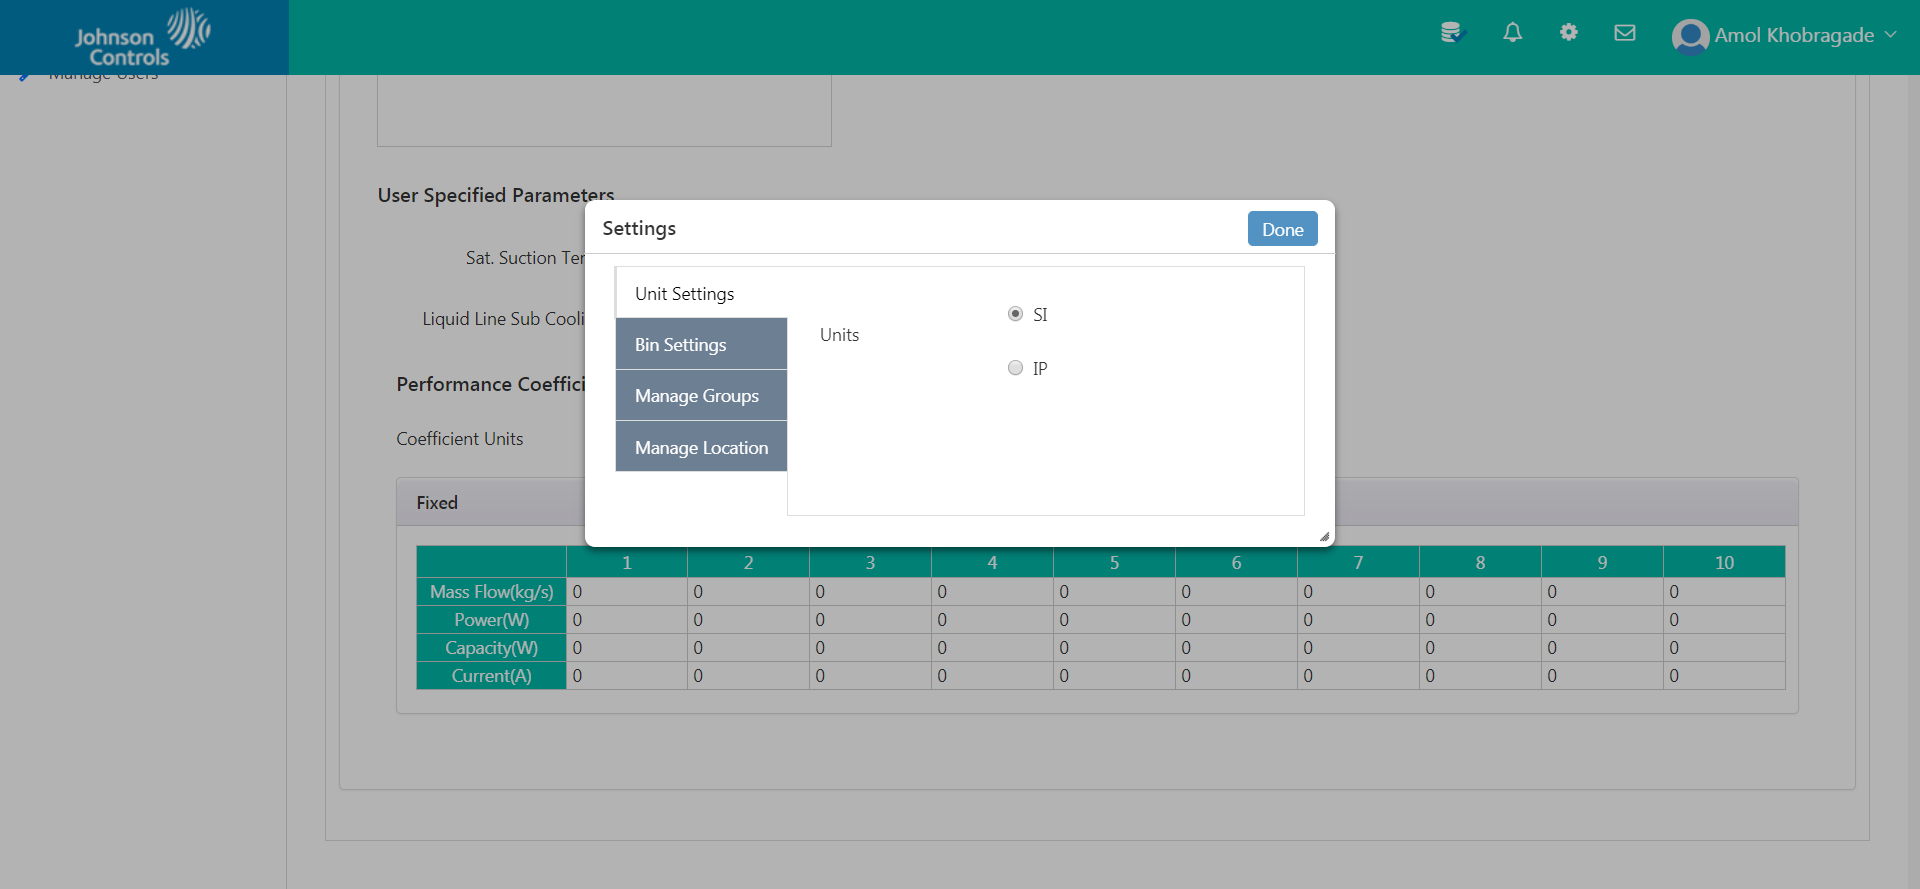 Johnson
Controls
Amol Khobragade
Manage Users
User Specified Parameters
Sat. Suction
Liquid Line Sub
Performance
Coefficient Units
Settings
Done
Unit Settings
Bin Settings
Manage Groups
Manage Location
Units
SI
IP
Fixed
1 2 3 4 5 6 7 8 9 10
Mass Flow(kg/s) 0 0 0 0 0 0 0 0 0 0
Power(W) 0 0 0 0 0 0 0 0 0 0
Capacity(W) 0 0 0 0 0 0 0 0 0 0
Current(A) 0 0 0 0 0 0 0 0 0 0